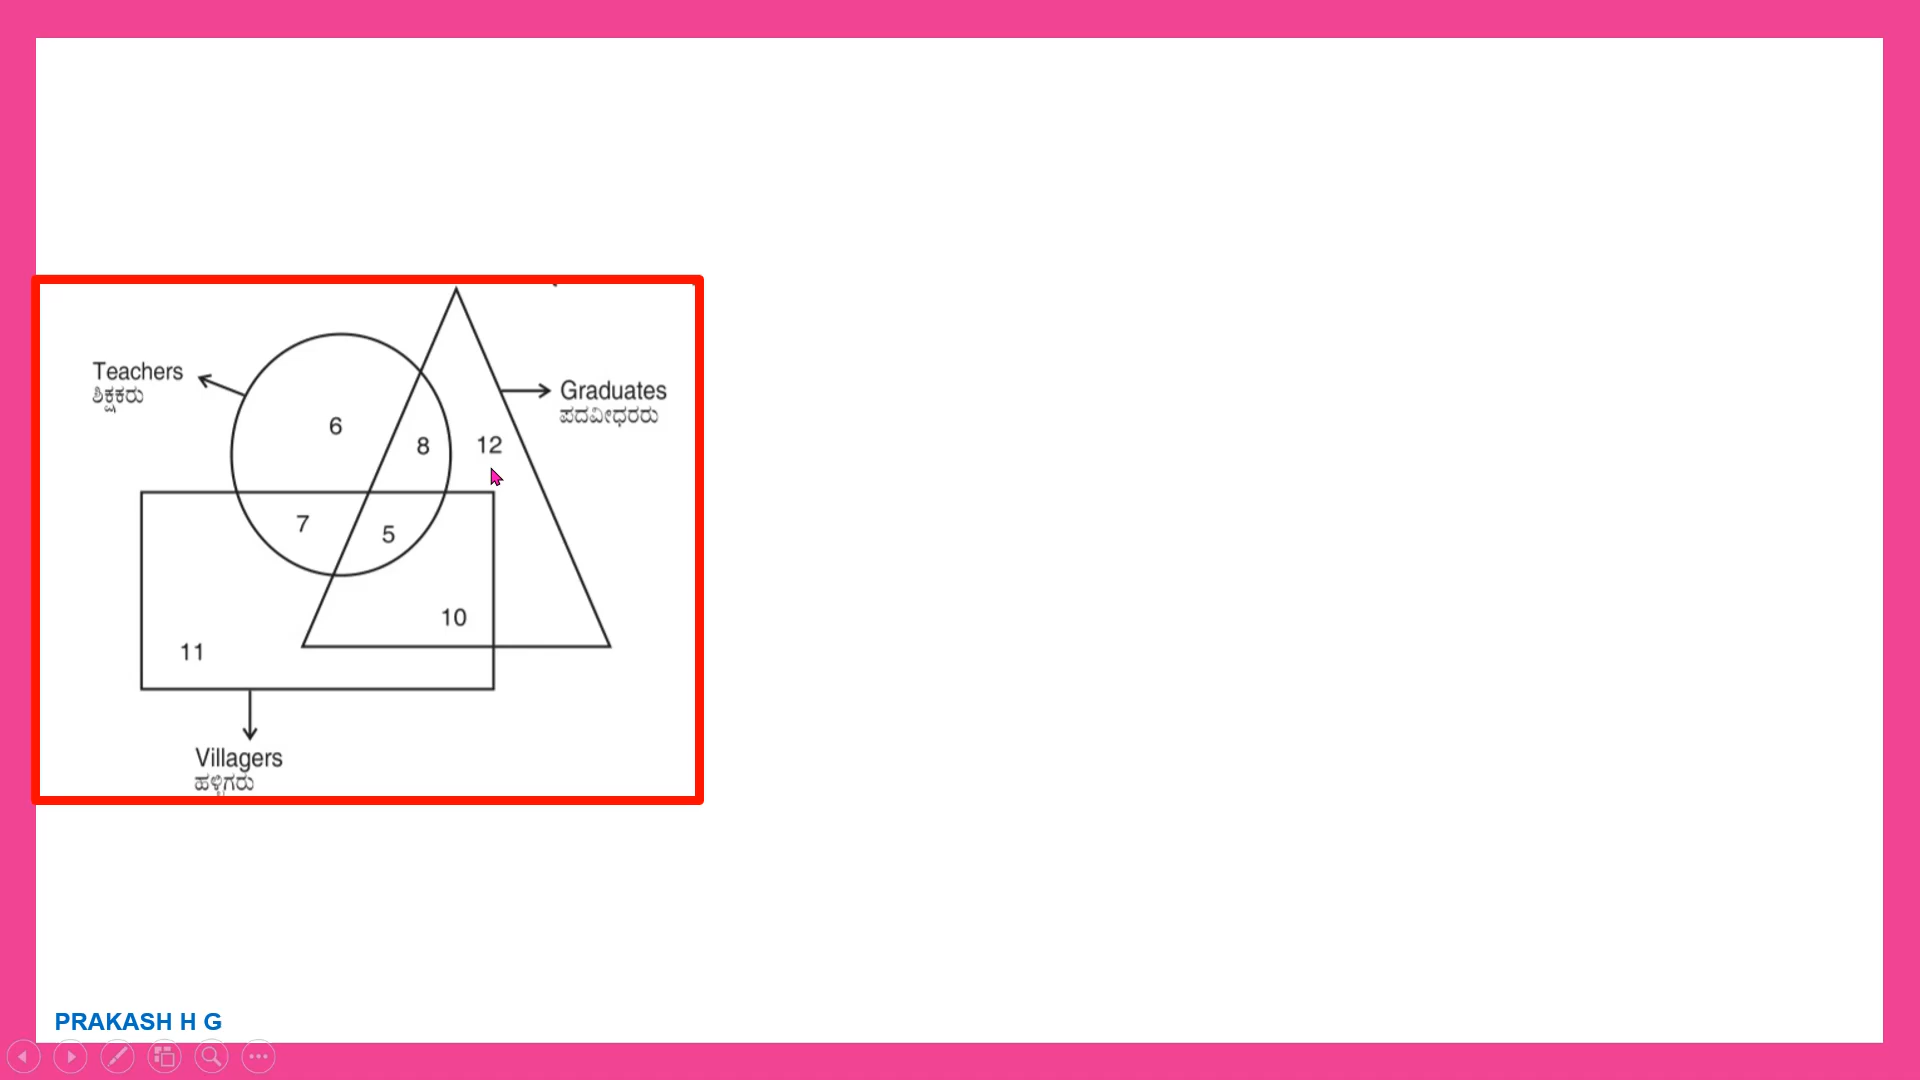 Teachers
ಶಿಕ್ಷಕರು
Graduates
ಪದವೀಧರರು
6
8
12
7
5
10
11
Villagers
ಹಳ್ಳಿಗರು
PRAKASH H G